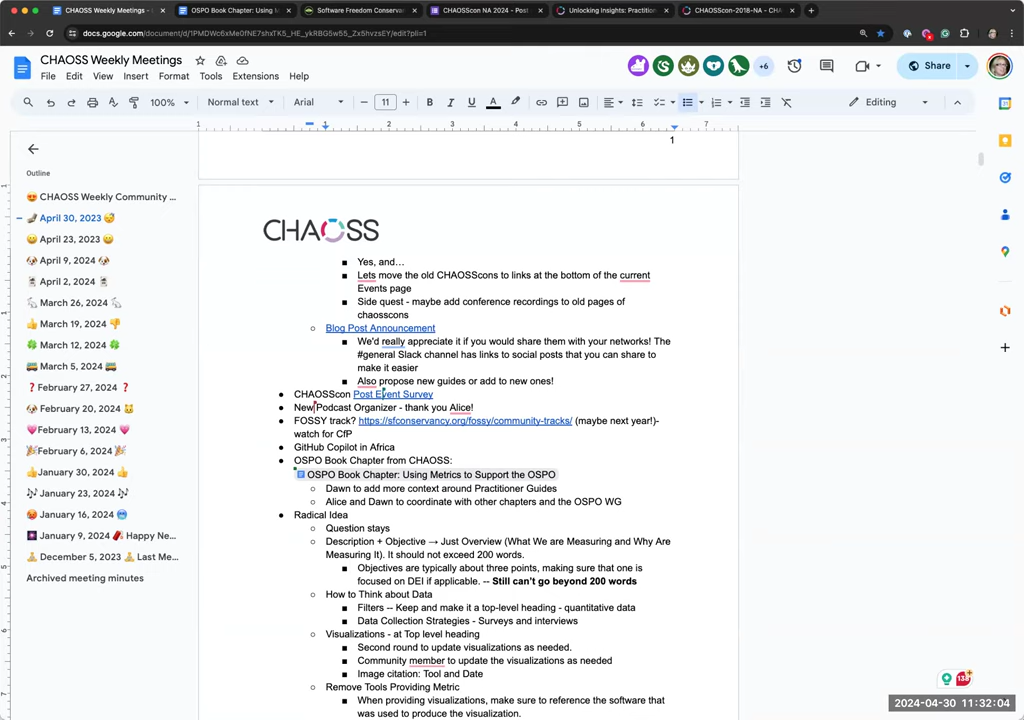 CHAOSS Weekly Meetings -
OSPO Book Chapter: Using M
Software Freedom Conservan
CHAOSScon NA 2024 - Post
Unlocking Insights: Practition
CHAOSScon-2018-NA - CHA
docs.google.com/document/d/1PMDWc6xMe0fNE7shxTK5_HE_ykRBG5w55_Zx5hvzsEY/edit?pli=1
CHAOSS Weekly Meetings
File Edit View Insert Format Tools Extensions Help
+6
Share
100%
Normal text
Arial
11
Editing
1 1 2 3 4 5 6 7
1
Outline
😍 CHAOSS Weekly Community ...
April 30, 2023 😴
😀 April 23, 2023 😀
🐶 April 9, 2024 🐶
🃏 April 2, 2024 🃏
🐇 March 26, 2024 🐇
👍 March 19, 2024 👎
🍀 March 12, 2024 🍀
🚎 March 5, 2024 🚎
❓ February 27, 2024 ❓
🐶 February 20, 2024 🐱
💗February 13, 2024 💗
🎉February 6, 2024 🎉
👍January 30, 2024 👍
🎶 January 23, 2024 🎶
🥵 January 16, 2024 🥶
🎆 January 9, 2024 🧨 Happy Ne...
December 5, 2023 Last Me...
Archived meeting minutes
CHAOSS
■ Yes, and…
■ Lets move the old CHAOSScons to links at the bottom of the current
Events page
■ Side quest - maybe add conference recordings to old pages of
chaosscons
○ Blog Post Announcement
■ We'd really appreciate it if you would share them with your networks! The
#general Slack channel has links to social posts that you can share to
make it easier
■ Also propose new guides or add to new ones!
● CHAOSScon Post Event Survey
● New Podcast Organizer - thank you Alice!
● FOSSY track? https://sfconservancy.org/fossy/community-tracks/ (maybe next year!)-
watch for CfP
● GitHub Copilot in Africa
● OSPO Book Chapter from CHAOSS:
OSPO Book Chapter: Using Metrics to Support the OSPO
○ Dawn to add more context around Practitioner Guides
○ Alice and Dawn to coordinate with other chapters and the OSPO WG
● Radical Idea
○ Question stays
○ Description + Objective → Just Overview (What We are Measuring and Why Are
Measuring It). It should not exceed 200 words.
■ Objectives are typically about three points, making sure that one is
focused on DEI if applicable. -- Still can't go beyond 200 words
○ How to Think about Data
■ Filters -- Keep and make it a top-level heading - quantitative data
■ Data Collection Strategies - Surveys and interviews
○ Visualizations - at Top level heading
■ Second round to update visualizations as needed.
■ Community member to update the visualizations as needed
■ Image citation: Tool and Date
○ Remove Tools Providing Metric
■ When providing visualizations, make sure to reference the software that
was used to produce the visualization.
2024-04-30 11:32:04